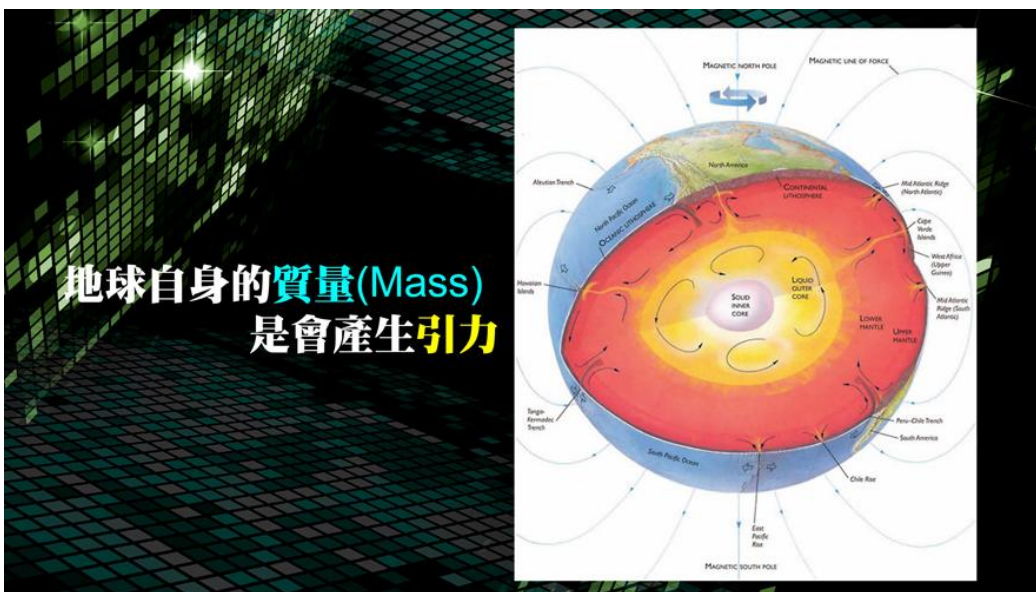 地球自身的質量(Mass)
是會產生引力
MAGNETIC NORTH POLE
MAGNETIC LINE OF FORCE
North America
Aleutian Trench
CONTINENTAL
LITHOSPHERE
Mid Atlantic Ridge
(North Atlantic)
North Pacific Ocean
OCEANIC LITHOSPHERE
Cape
Verde
Islands
West Africa
(Upper
Guinea)
Hawaiian
Islands
LIQUID
OUTER
CORE
SOLID
INNER
CORE
Mid Atlantic
Ridge (South
Atlantic)
LOWER
MANTLE
UPPER
MANTLE
Tonga-
Kermadec
Trench
Peru-Chile Trench
South America
South Pacific Ocean
Chile Rise
East
Pacific
Rise
MAGNETIC SOUTH POLE